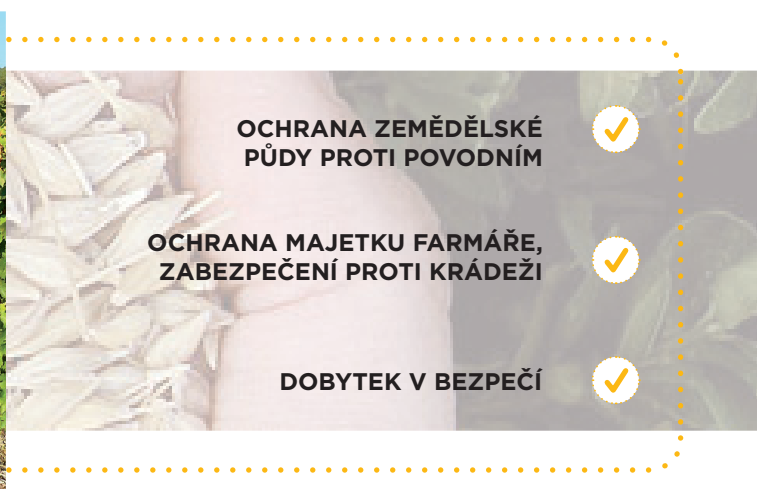 OCHRANA ZEMĚDĚLSKÉ
PŮDY PROTI POVODNÍM
OCHRANA MAJETKU FARMÁŘE,
ZABEZPEČENÍ PROTI KRÁDEŽI
DOBYTEK V BEZPEČÍ